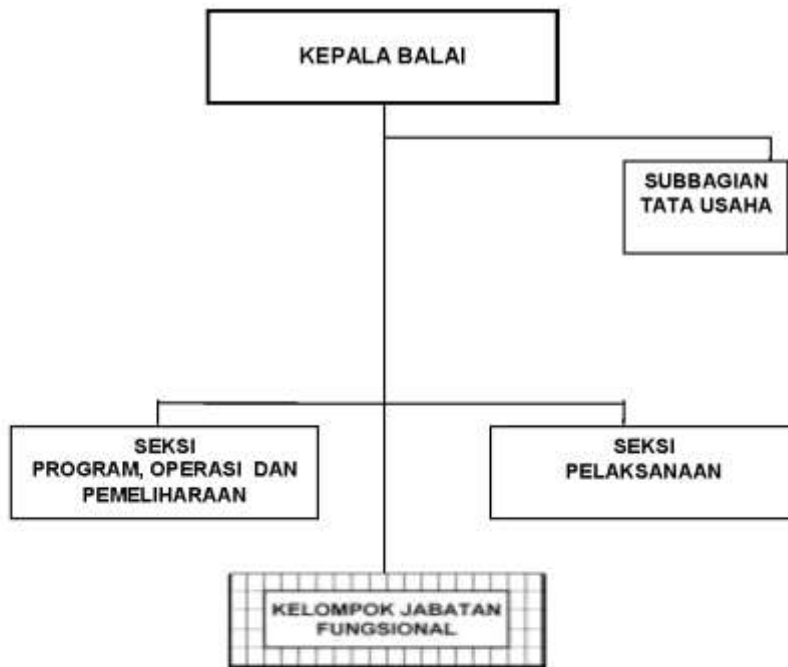 KEPALA BALAI
SUBBAGIAN
TATA USAHA
SEKSI
PROGRAM, OPERASI DAN
PEMELIHARAAN
SEKSI
PELAKSANAAN
KELOMPOK JABATAN
FUNGSIONAL